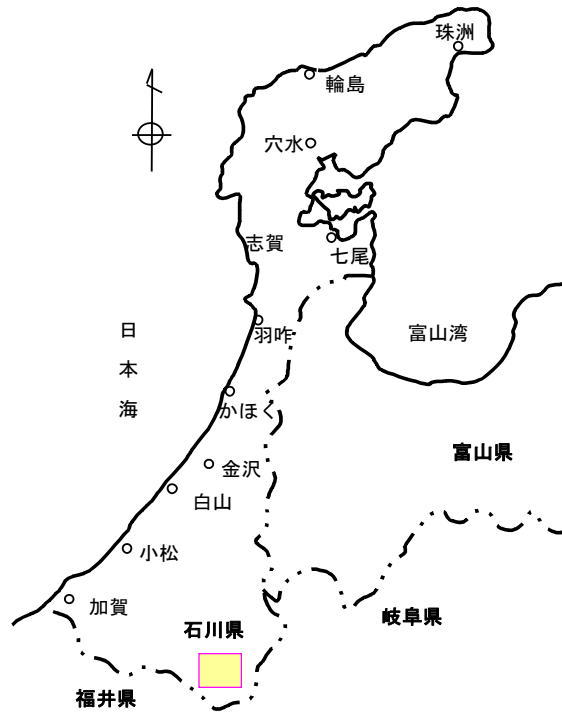 珠洲
輪島
穴水
志賀
七尾
羽咋
富山湾
日本海
かほく
富山県
金沢
白山
小松
加賀
石川県
岐阜県
福井県